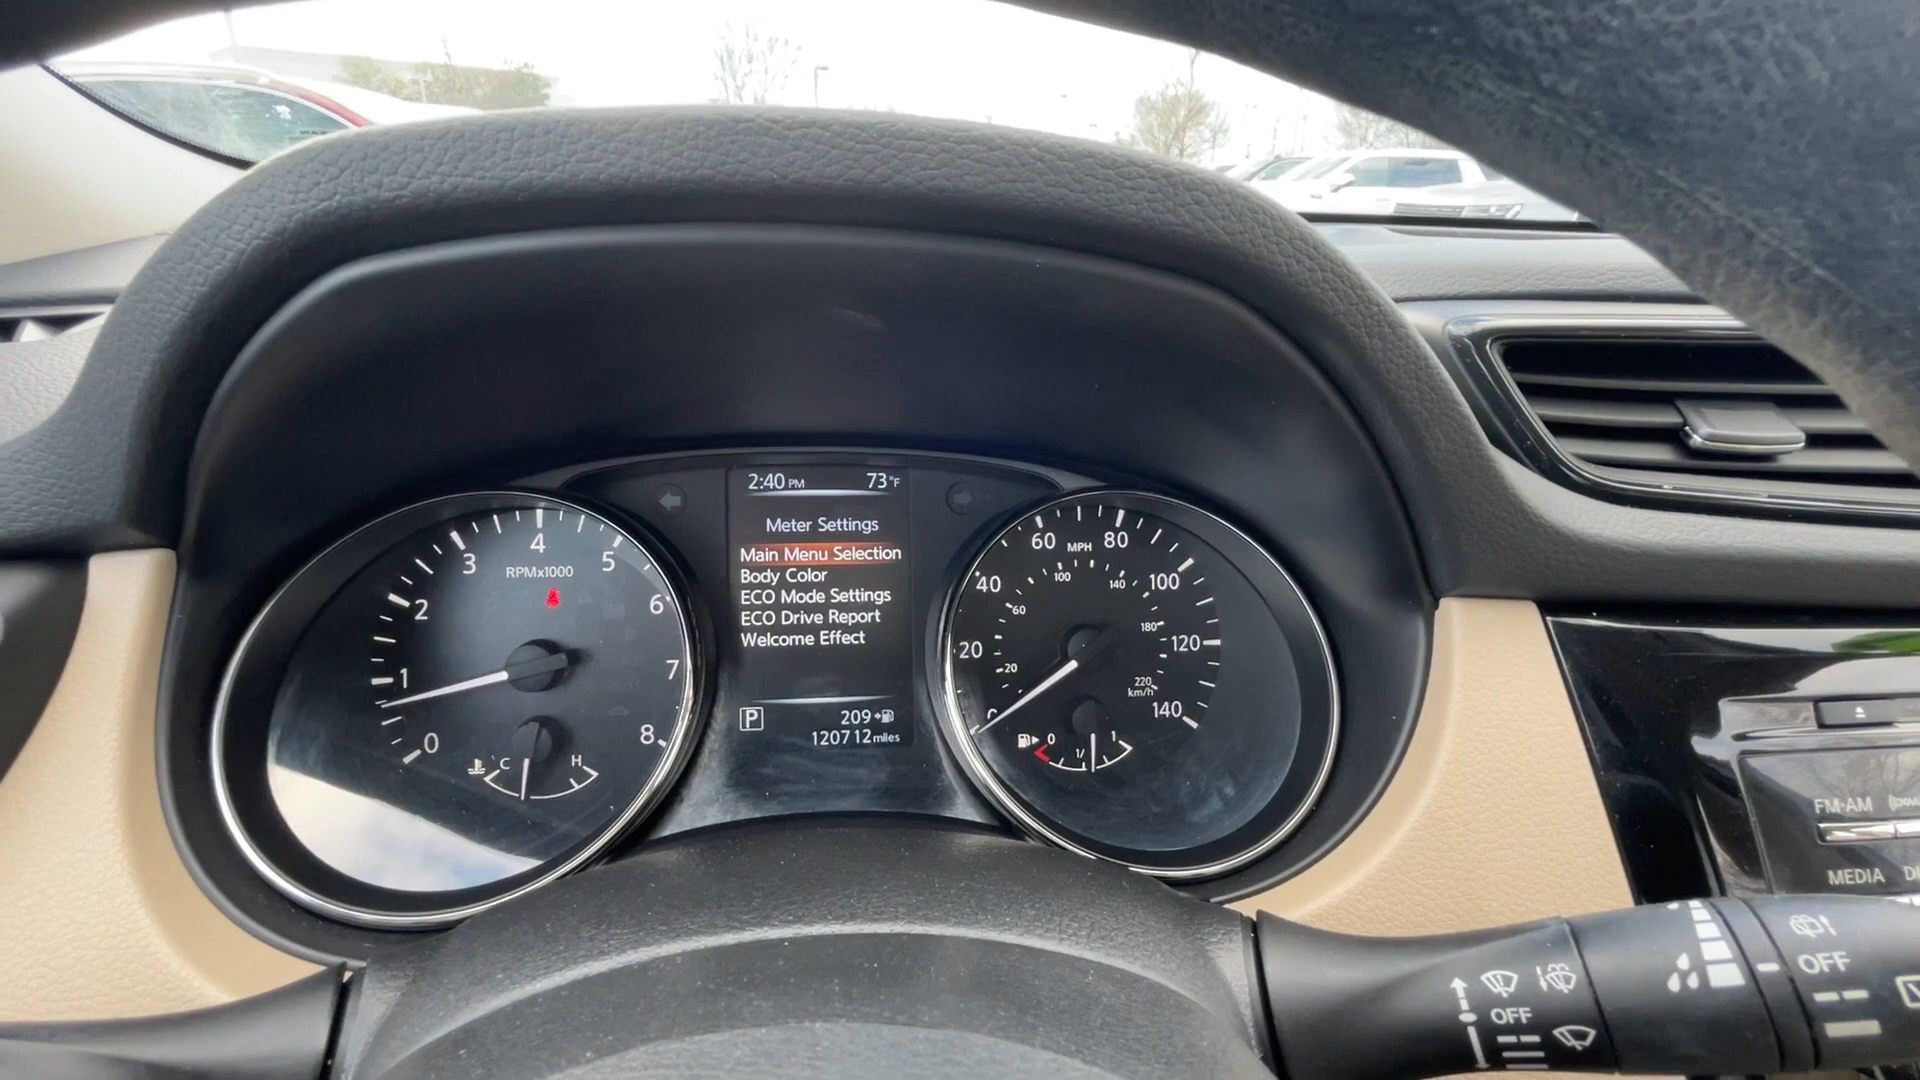 2:40 PM 73°F
Meter Settings
Main Menu Selection
Body Color
ECO Mode Settings
ECO Drive Report
Welcome Effect
P
209
120712 miles
RPMx1000
0
1
2
3
4
5
6
7
8
C H
MPH
20
40
60
80
100
120
140
20
60
100
140
180
220
km/h
0 1/ 1
FM·AM
MEDIA
OFF
OFF